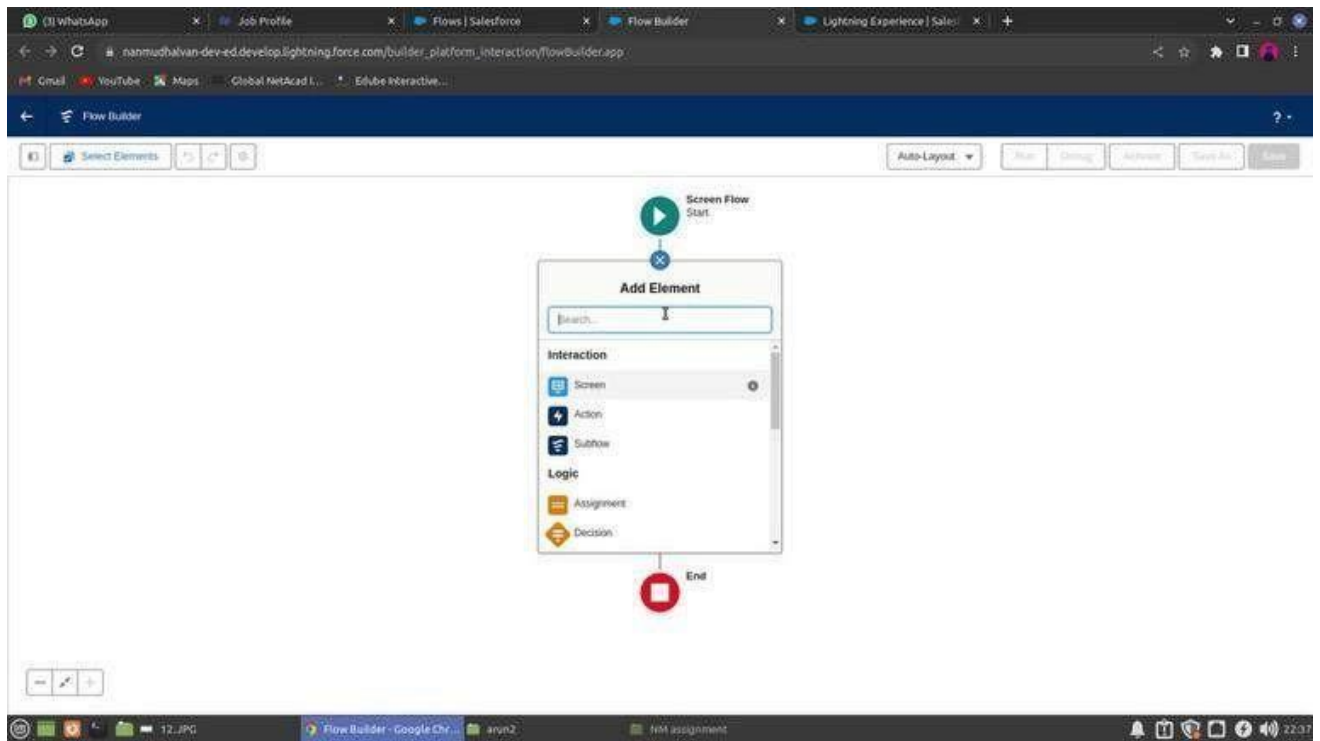 (3) WhatsApp
Job Profile
Flows | Salesforce
Flow Builder
Lightning Experience | Sales
nanmudhalvan-dev-ed.develop.lightning.force.com/builder_platform_interaction/flowBuilder.app
Gmail YouTube Maps Global NetAcad I... Edube Interactive...
Flow Builder
?
Select Elements
Auto-Layout
Run Debug Activate Save As Save
Screen Flow
Start
Add Element
Search...
Interaction
Screen
Action
Subflow
Logic
Assignment
Decision
End
12.JPG
Flow Builder - Google Chr...
arun2
NM assignment
22:37